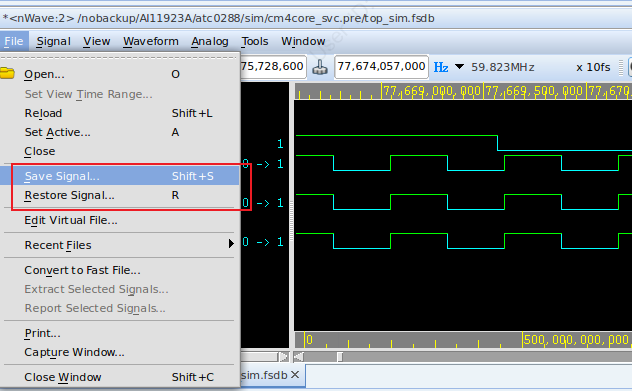 *<nWave:2> /nobackup/AI11923A/atc0288/sim/cm4core_svc.pre/top_sim.fsdb
File Signal View Waveform Analog Tools Window
75,728,600 77,674,057,000 Hz 59.823MHz x 10fs
Open... O
Set View Time Range...
Reload Shift+L
Set Active... A
Close
Save Signal... Shift+S
Restore Signal... R
Edit Virtual File...
Recent Files
Convert to Fast File...
Extract Selected Signals...
Report Selected Signals...
Print...
Capture Window...
Close Window Shift+C
77,669,000,000 77,669,500,000 77,670
1
0 -> 1
0 -> 1
0 -> 1
0 500,000,000,000
sim.fsdb